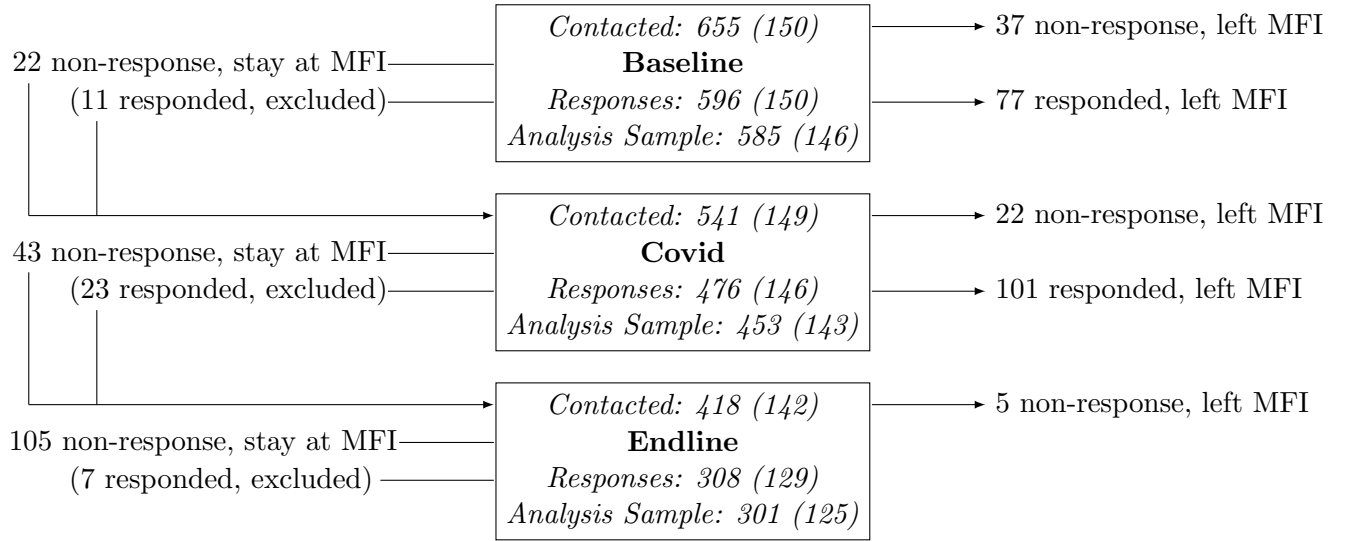 Contacted: 655 (150)
37 non-response, left MFI
22 non-response, stay at MFI
Baseline
(11 responded, excluded)
Responses: 596 (150)
77 responded, left MFI
Analysis Sample: 585 (146)
Contacted: 541 (149)
22 non-response, left MFI
43 non-response, stay at MFI
Covid
(23 responded, excluded)
Responses: 476 (146)
101 responded, left MFI
Analysis Sample: 453 (143)
Contacted: 418 (142)
5 non-response, left MFI
105 non-response, stay at MFI
Endline
(7 responded, excluded)
Responses: 308 (129)
Analysis Sample: 301 (125)